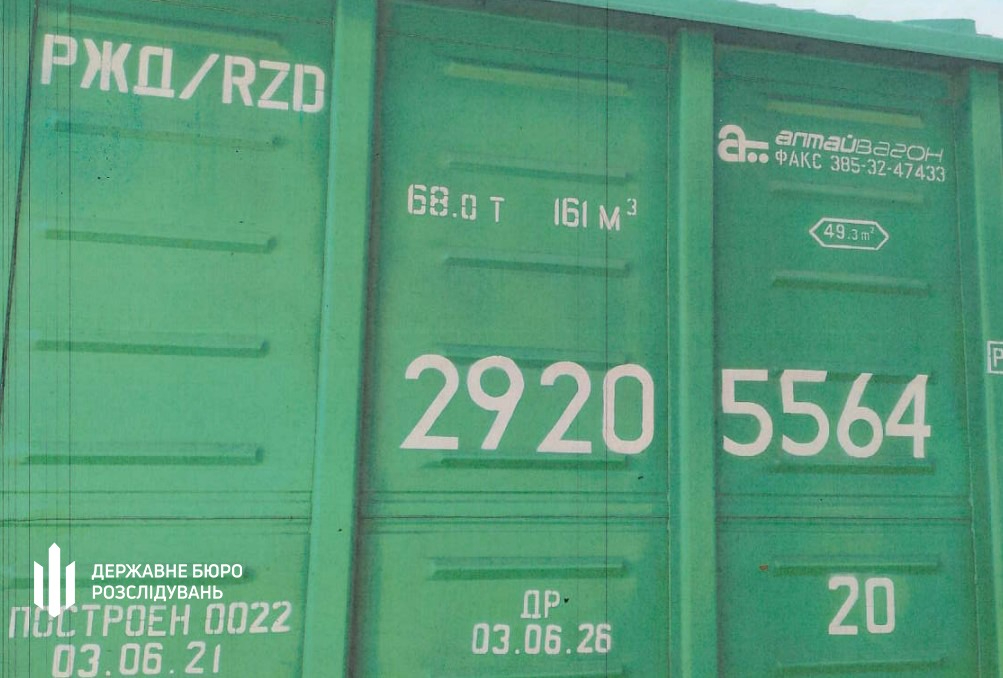 РЖД/RZD
68.0 Т 161 М³
алтайвагон
ФАКС 385-32-47433
49.3 m²
2920 5564
ДЕРЖАВНЕ БЮРО
РОЗСЛІДУВАНЬ
ПОСТРОЕН 0022
03.06.21
ДР
03.06.26
20